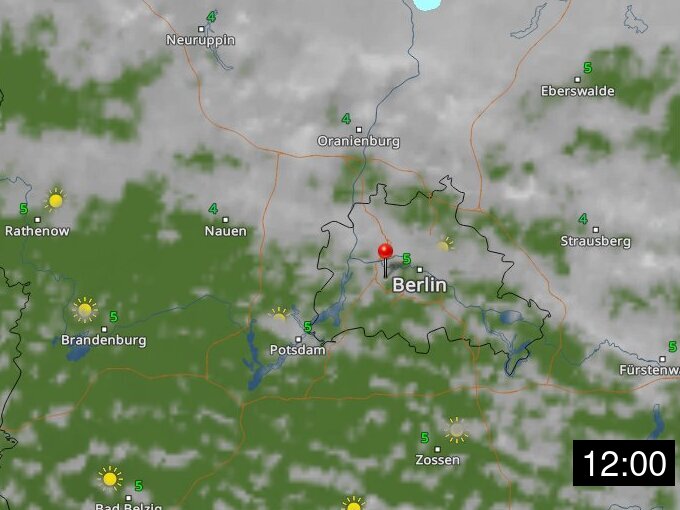 4
Neuruppin
5
Eberswalde
4
Oranienburg
5
Rathenow
4
Nauen
4
Strausberg
5
Berlin
5
Brandenburg
5
Potsdam
5
Fürstenwa
5
Zossen
5
Bad Belzig
12:00